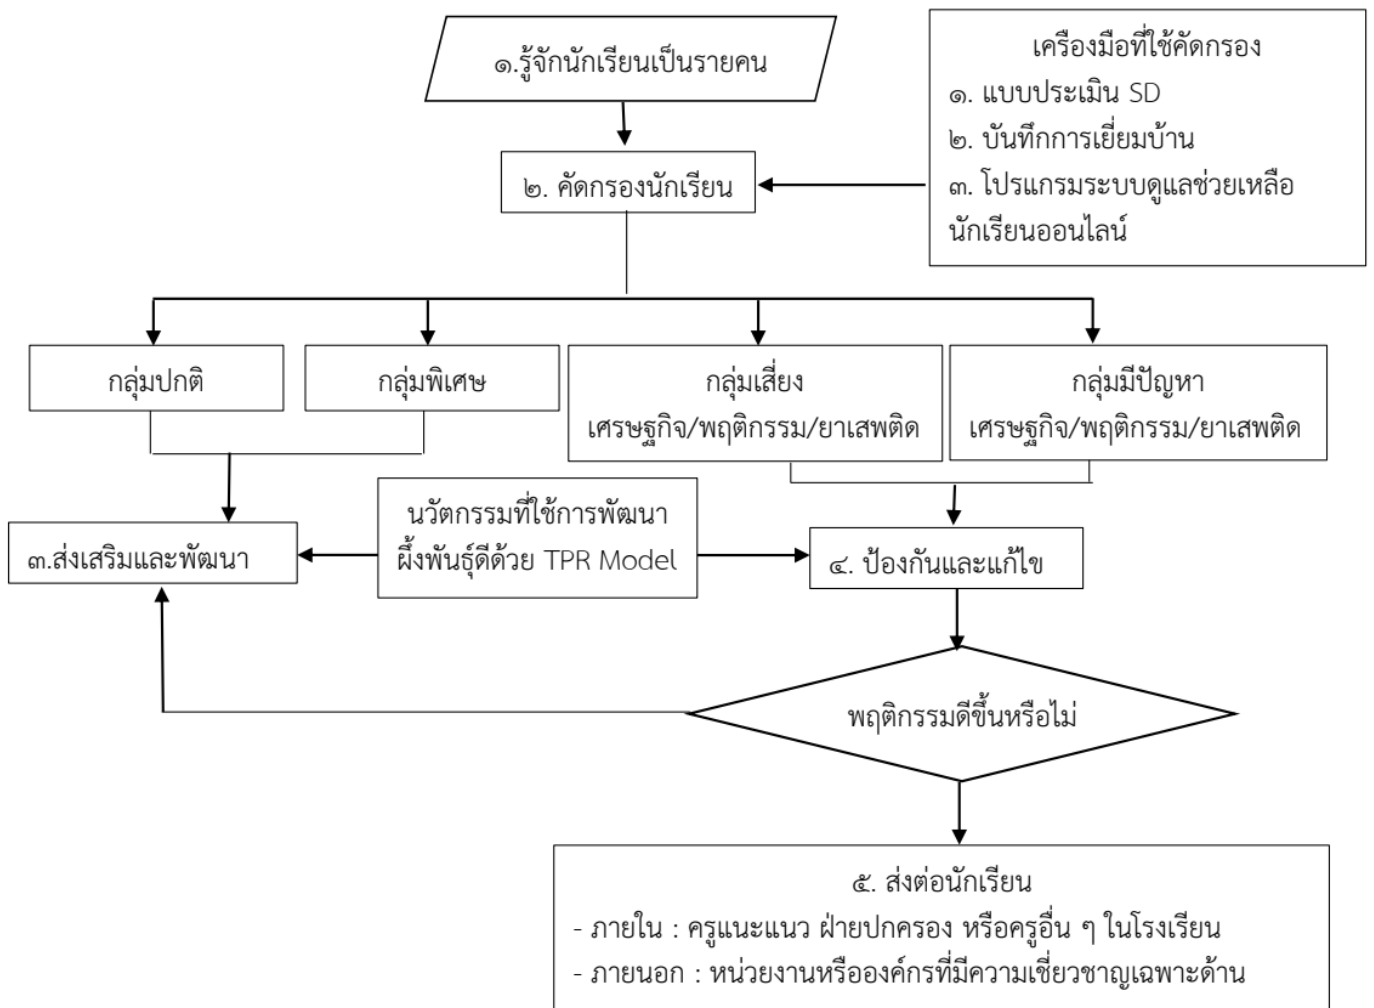 ๑.รู้จักนักเรียนเป็นรายคน
เครื่องมือที่ใช้คัดกรอง
๑. แบบประเมิน SD
๒. บันทึกการเยี่ยมบ้าน
๓. โปรแกรมระบบดูแลช่วยเหลือ
นักเรียนออนไลน์
๒. คัดกรองนักเรียน
กลุ่มปกติ
กลุ่มพิเศษ
กลุ่มเสี่ยง
เศรษฐกิจ/พฤติกรรม/ยาเสพติด
กลุ่มมีปัญหา
เศรษฐกิจ/พฤติกรรม/ยาเสพติด
๓.ส่งเสริมและพัฒนา
นวัตกรรมที่ใช้การพัฒนา
ผึ้งพันธุ์ดีด้วย TPR Model
๔. ป้องกันและแก้ไข
พฤติกรรมดีขึ้นหรือไม่
๕. ส่งต่อนักเรียน
- ภายใน : ครูแนะแนว ฝ่ายปกครอง หรือครูอื่น ๆ ในโรงเรียน
- ภายนอก : หน่วยงานหรือองค์กรที่มีความเชี่ยวชาญเฉพาะด้าน